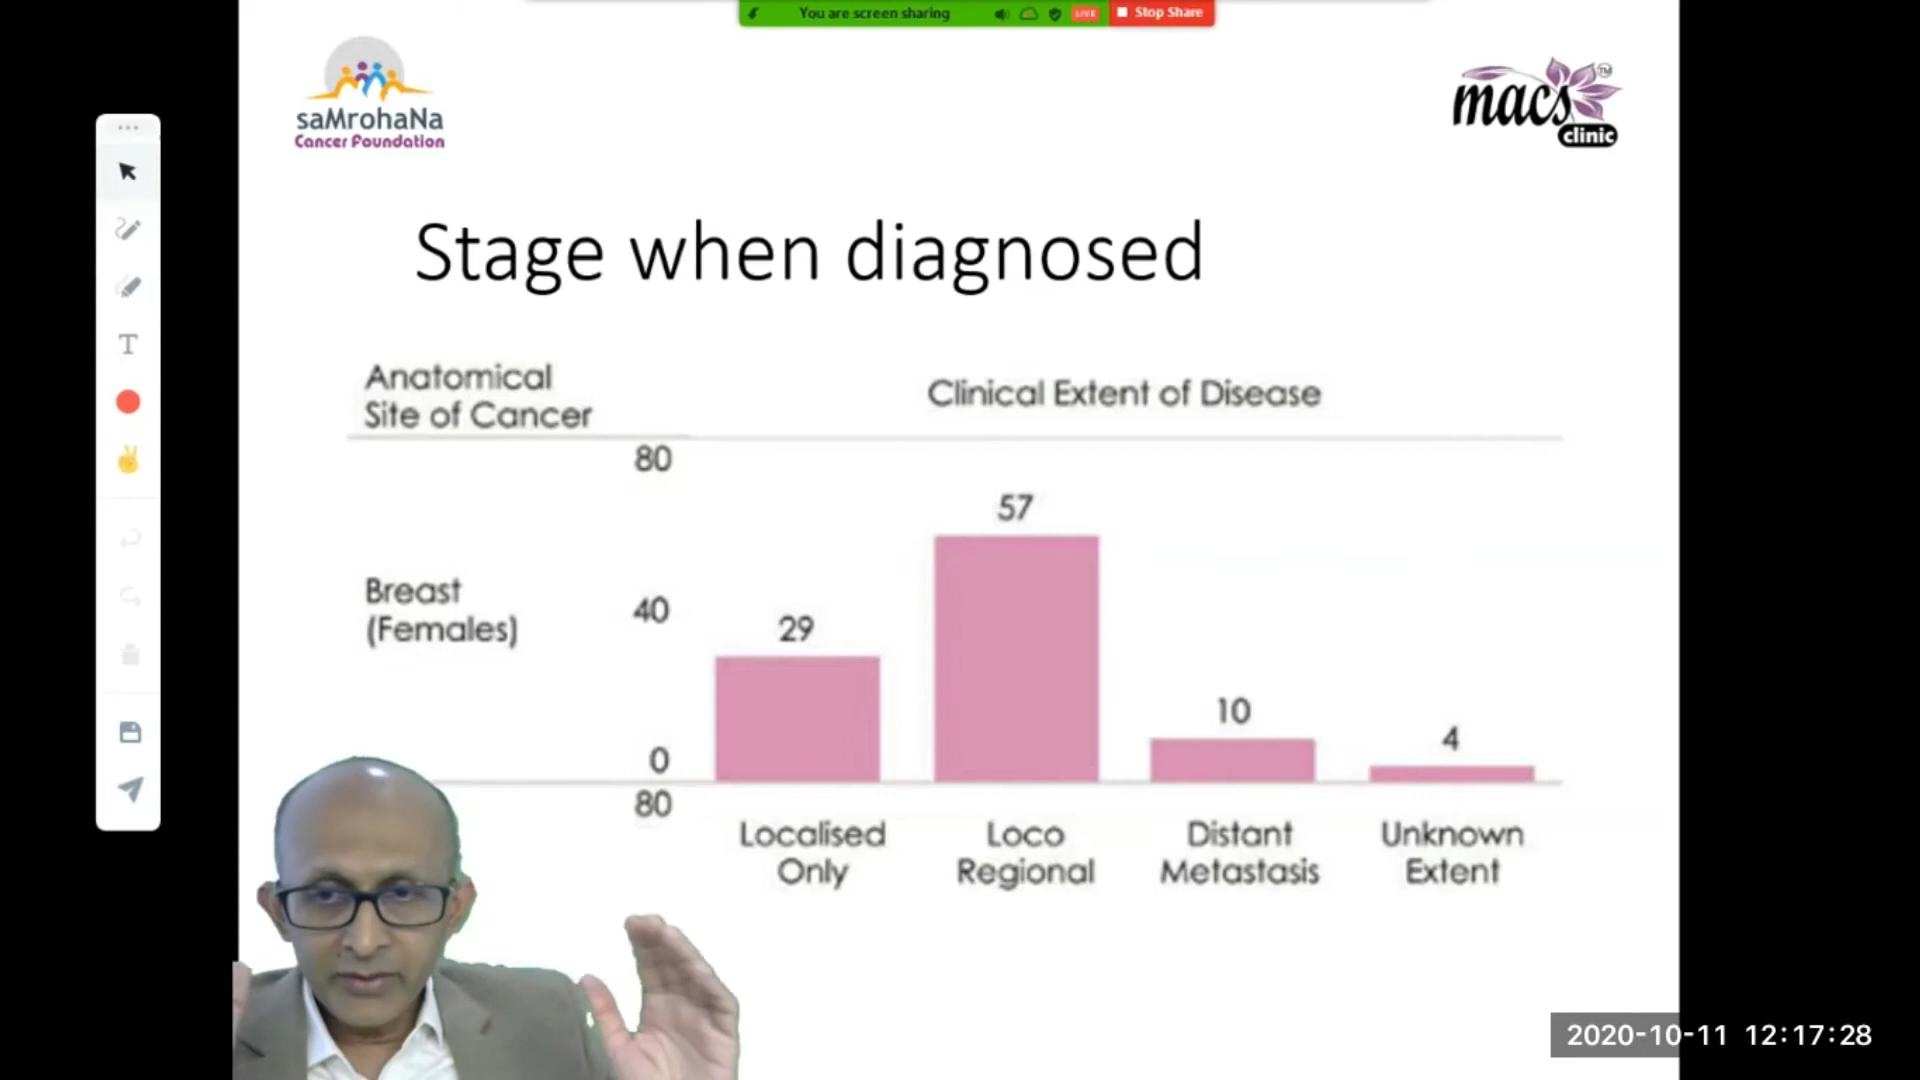 You are screen sharing
LIVE
Stop Share
saMrohaNa
Cancer Foundation
macs
TM
clinic
T
Stage when diagnosed
Anatomical
Site of Cancer
Clinical Extent of Disease
80
57
Breast
(Females)
40
29
10
4
0
80
Localised
Only
Loco
Regional
Distant
Metastasis
Unknown
Extent
2020-10-11 12:17:28